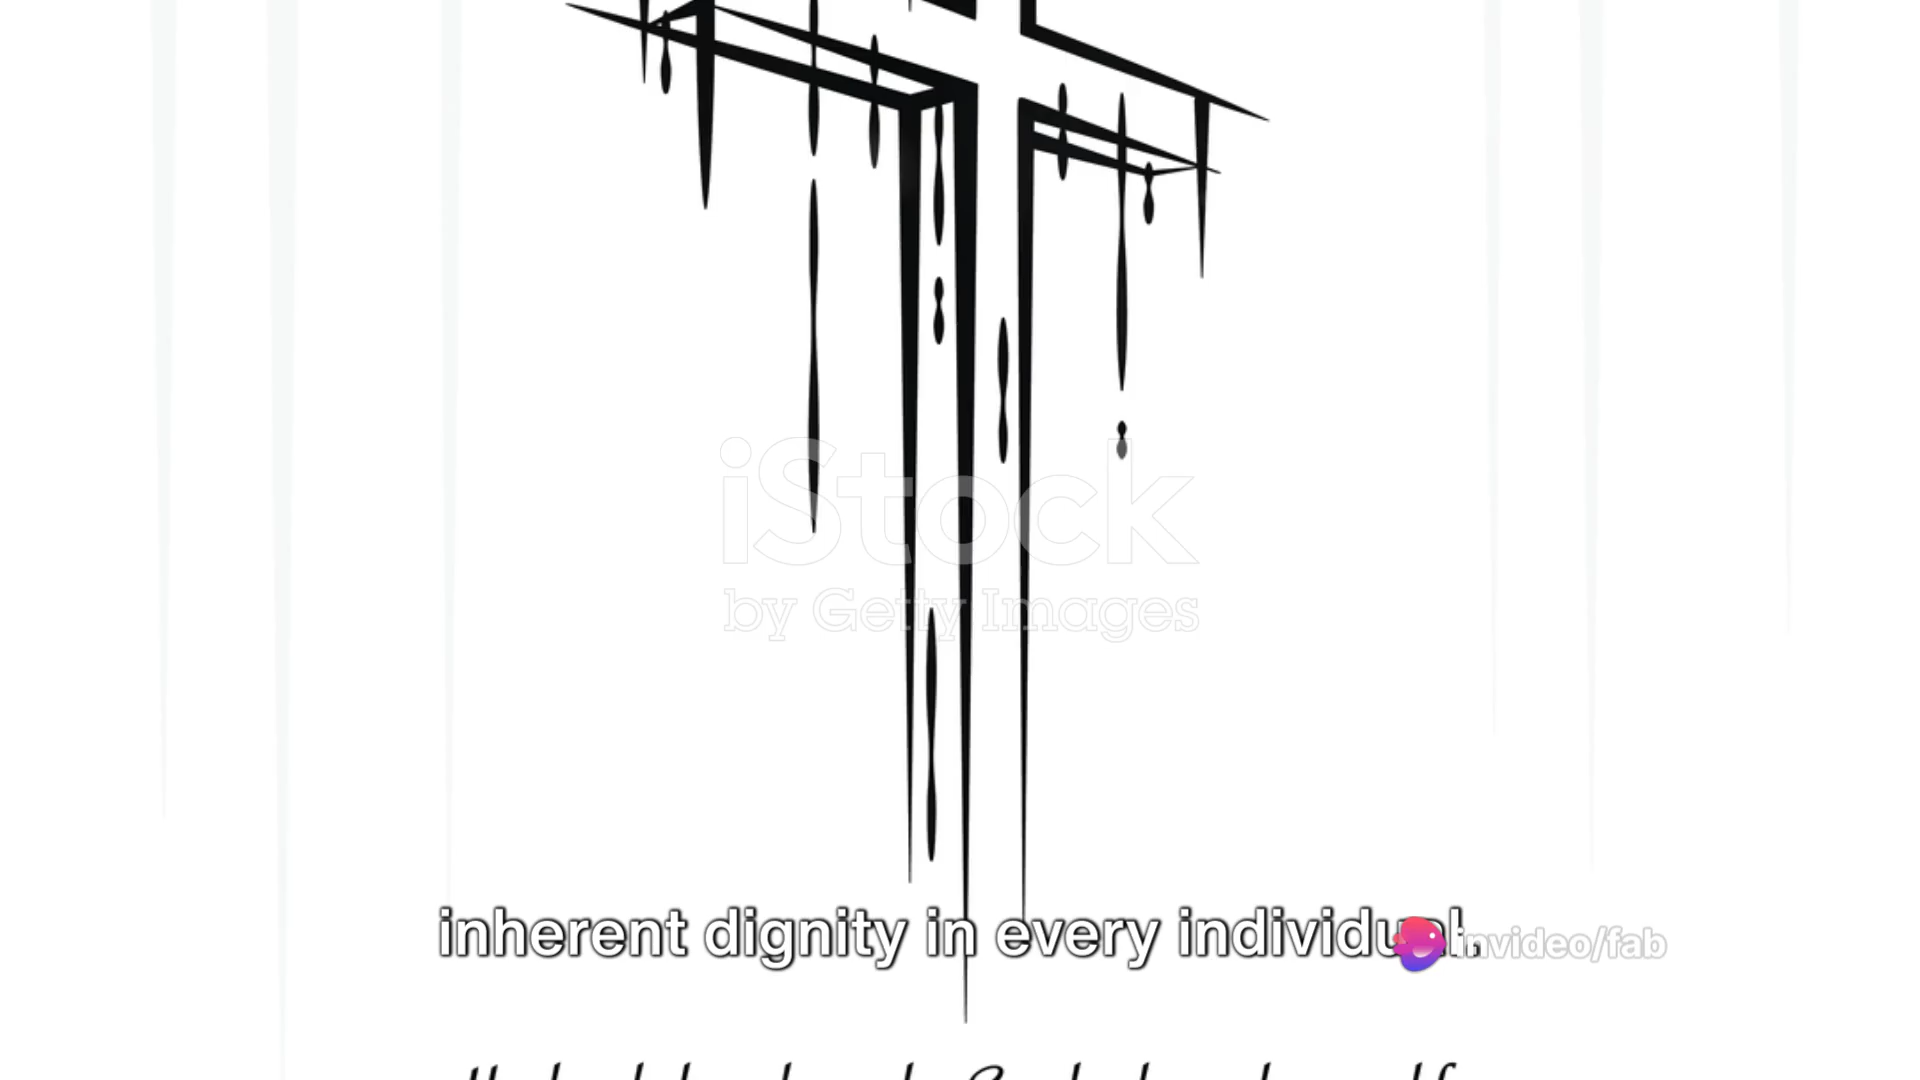 iStock
by Getty Images
inherent dignity in every individual.
invideo/fab